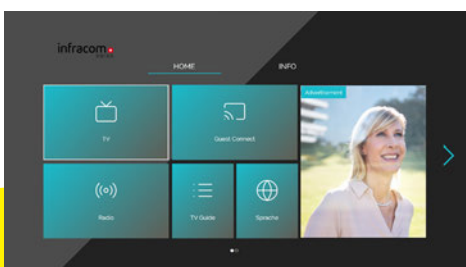 infracom
HOME
INFO
TV
Guest Connect
Advertisement
Radio
TV Guide
Sprache